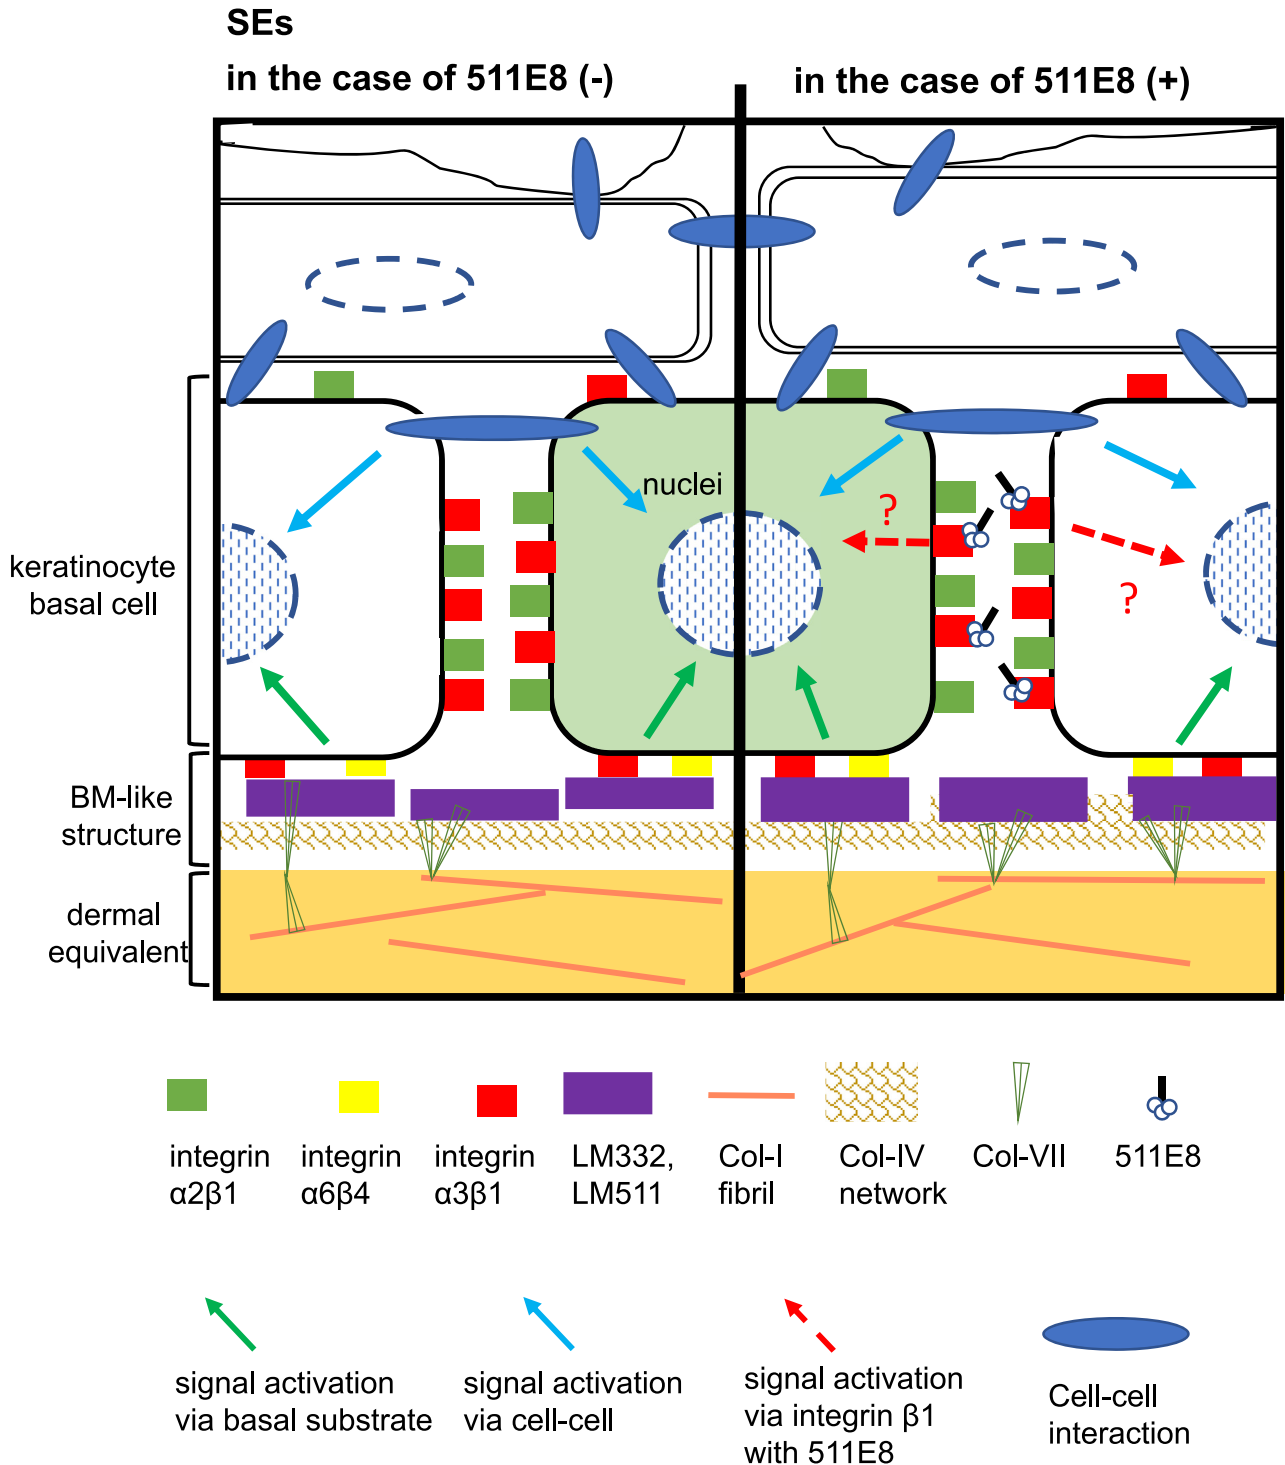 SEs
in the case of 511E8 (-)
in the case of 511E8 (+)
nuclei
?
?
keratinocyte
basal cell
BM-like
structure
dermal
equivalent
integrin
α2β1
integrin
α6β4
integrin
α3β1
LM332,
LM511
Col-I
fibril
Col-IV
network
Col-VII
511E8
signal activation
via basal substrate
signal activation
via cell-cell
signal activation
via integrin β1
with 511E8
Cell-cell
interaction